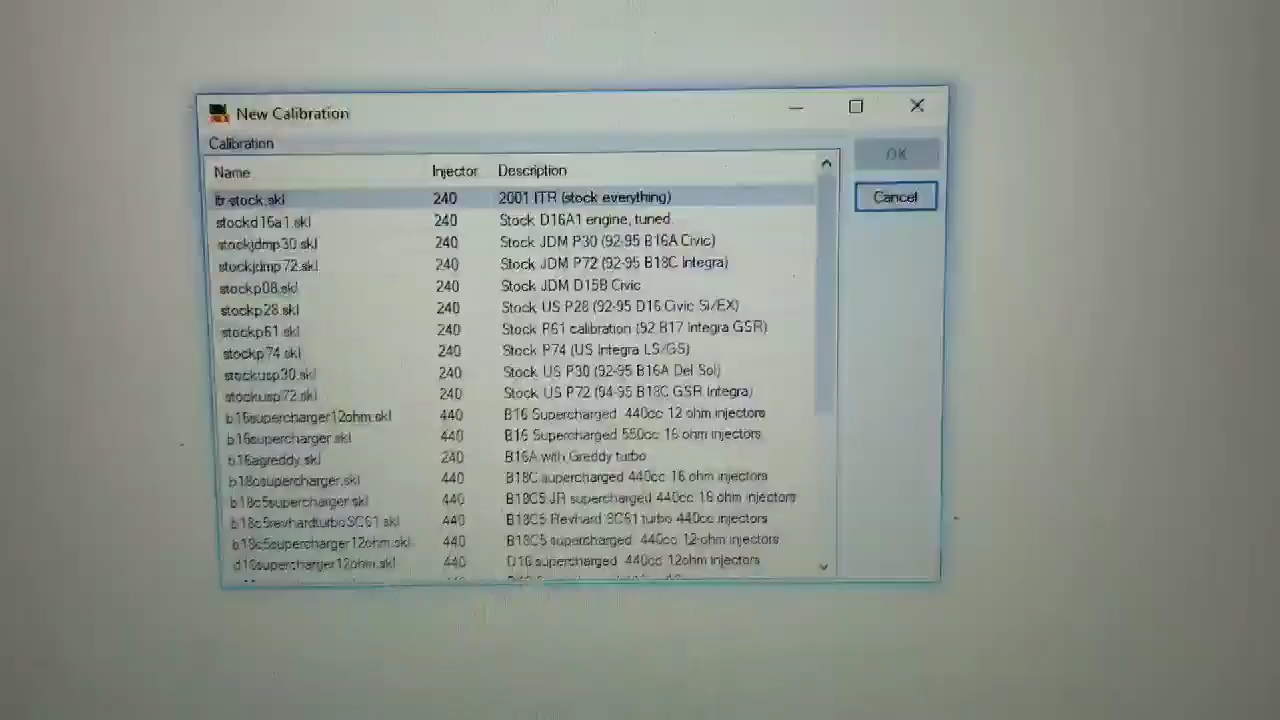 New Calibration
Calibration
OK
Name Injector Description
Cancel
itr-stock.skl 240 2001 ITR (stock everything)
stockd16a1.skl 240 Stock D16A1 engine, tuned.
stockjdmp30.skl 240 Stock JDM P30 (92-95 B16A Civic)
stockjdmp72.skl 240 Stock JDM P72 (92-95 B18C Integra)
stockp08.skl 240 Stock JDM D15B Civic
stockp28.skl 240 Stock US P28 (92-95 D16 Civic Si/EX)
stockp61.skl 240 Stock P61 calibration (92 B17 Integra GSR)
stockp74.skl 240 Stock P74 (US Integra LS/GS)
stockusp30.skl 240 Stock US P30 (92-95 B16A Del Sol)
stockusp72.skl 240 Stock US P72 (94-95 B18C GSR Integra)
b16supercharger12ohm.skl 440 B16 Supercharged 440cc 12 ohm injectors
b16supercharger.skl 440 B16 Supercharged 550cc 16 ohm injectors
b16agreddy.skl 240 B16A with Greddy turbo
b18csupercharger.skl 440 B18C supercharged 440cc 16 ohm injectors
b18c5supercharger.skl 440 B18C5 JR supercharged 440cc 16 ohm injectors
b18c5revhardturboSC61.skl 440 B18C5 Revhard SC61 turbo 440cc injectors
b18c5supercharger12ohm.skl 440 B18C5 supercharged 440cc 12-ohm injectors
d16supercharger12ohm.skl 440 D16 supercharged 440cc 12ohm injectors